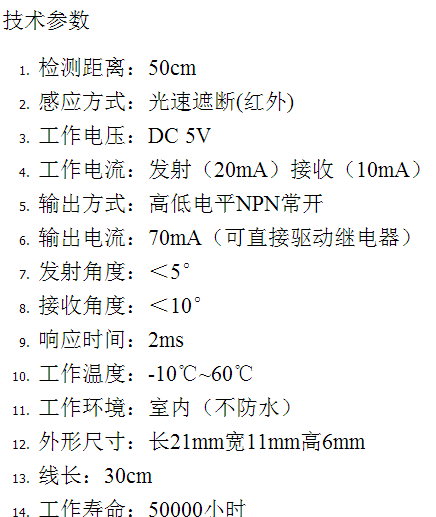 技术参数
1. 检测距离：50cm
2. 感应方式：光速遮断(红外)
3. 工作电压：DC 5V
4. 工作电流：发射（20mA）接收（10mA）
5. 输出方式：高低电平NPN常开
6. 输出电流：70mA（可直接驱动继电器）
7. 发射角度：＜5°
8. 接收角度：＜10°
9. 响应时间：2ms
10. 工作温度：-10℃~60℃
11. 工作环境：室内（不防水）
12. 外形尺寸：长21mm宽11mm高6mm
13. 线长：30cm
14. 工作寿命：50000小时